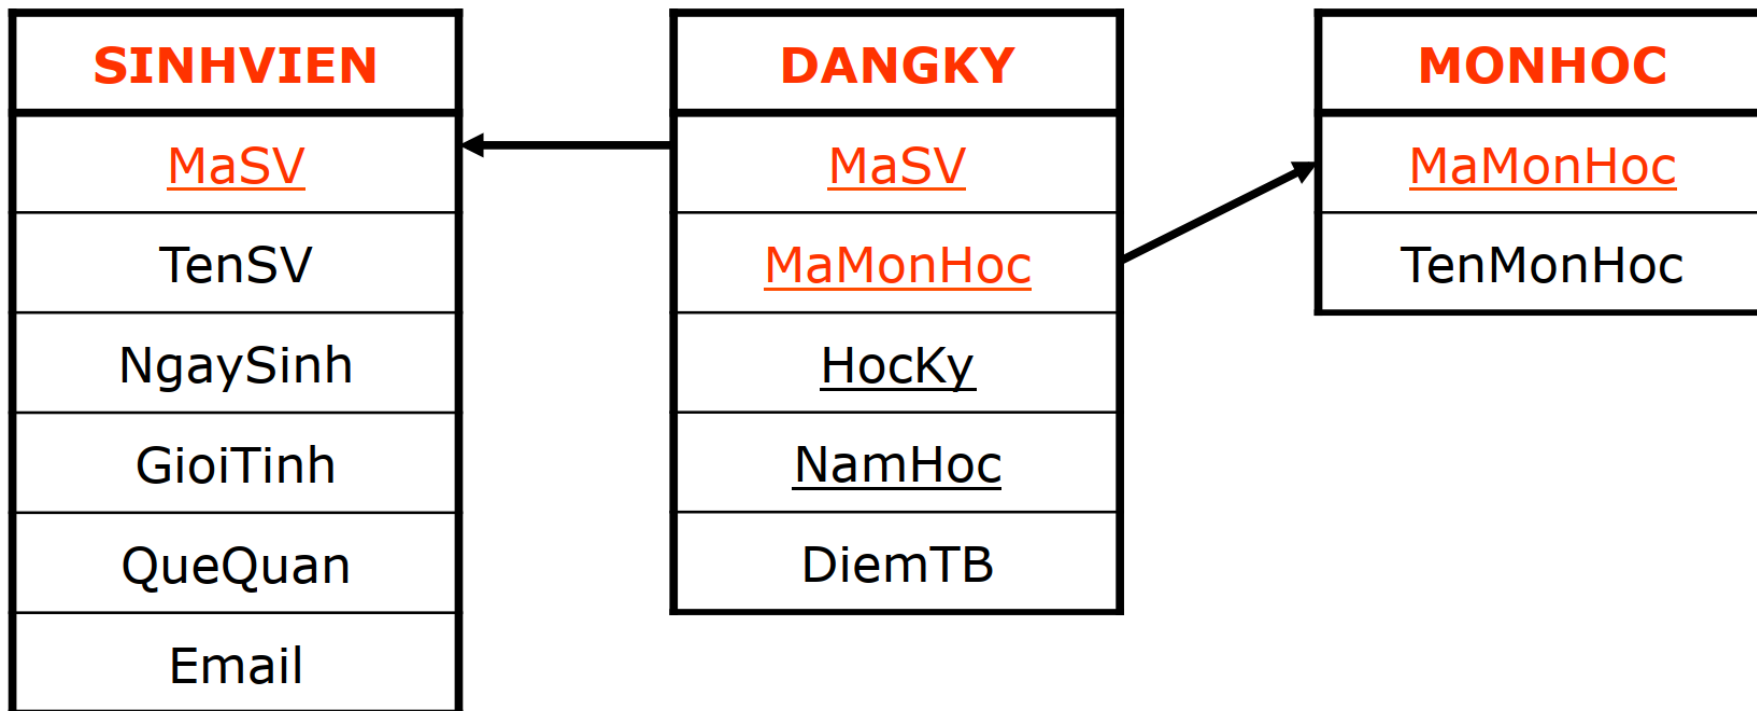 SINHVIEN
MaSV
TenSV
NgaySinh
GioiTinh
QueQuan
Email
DANGKY
MaSV
MaMonHoc
HocKy
NamHoc
DiemTB
MONHOC
MaMonHoc
TenMonHoc